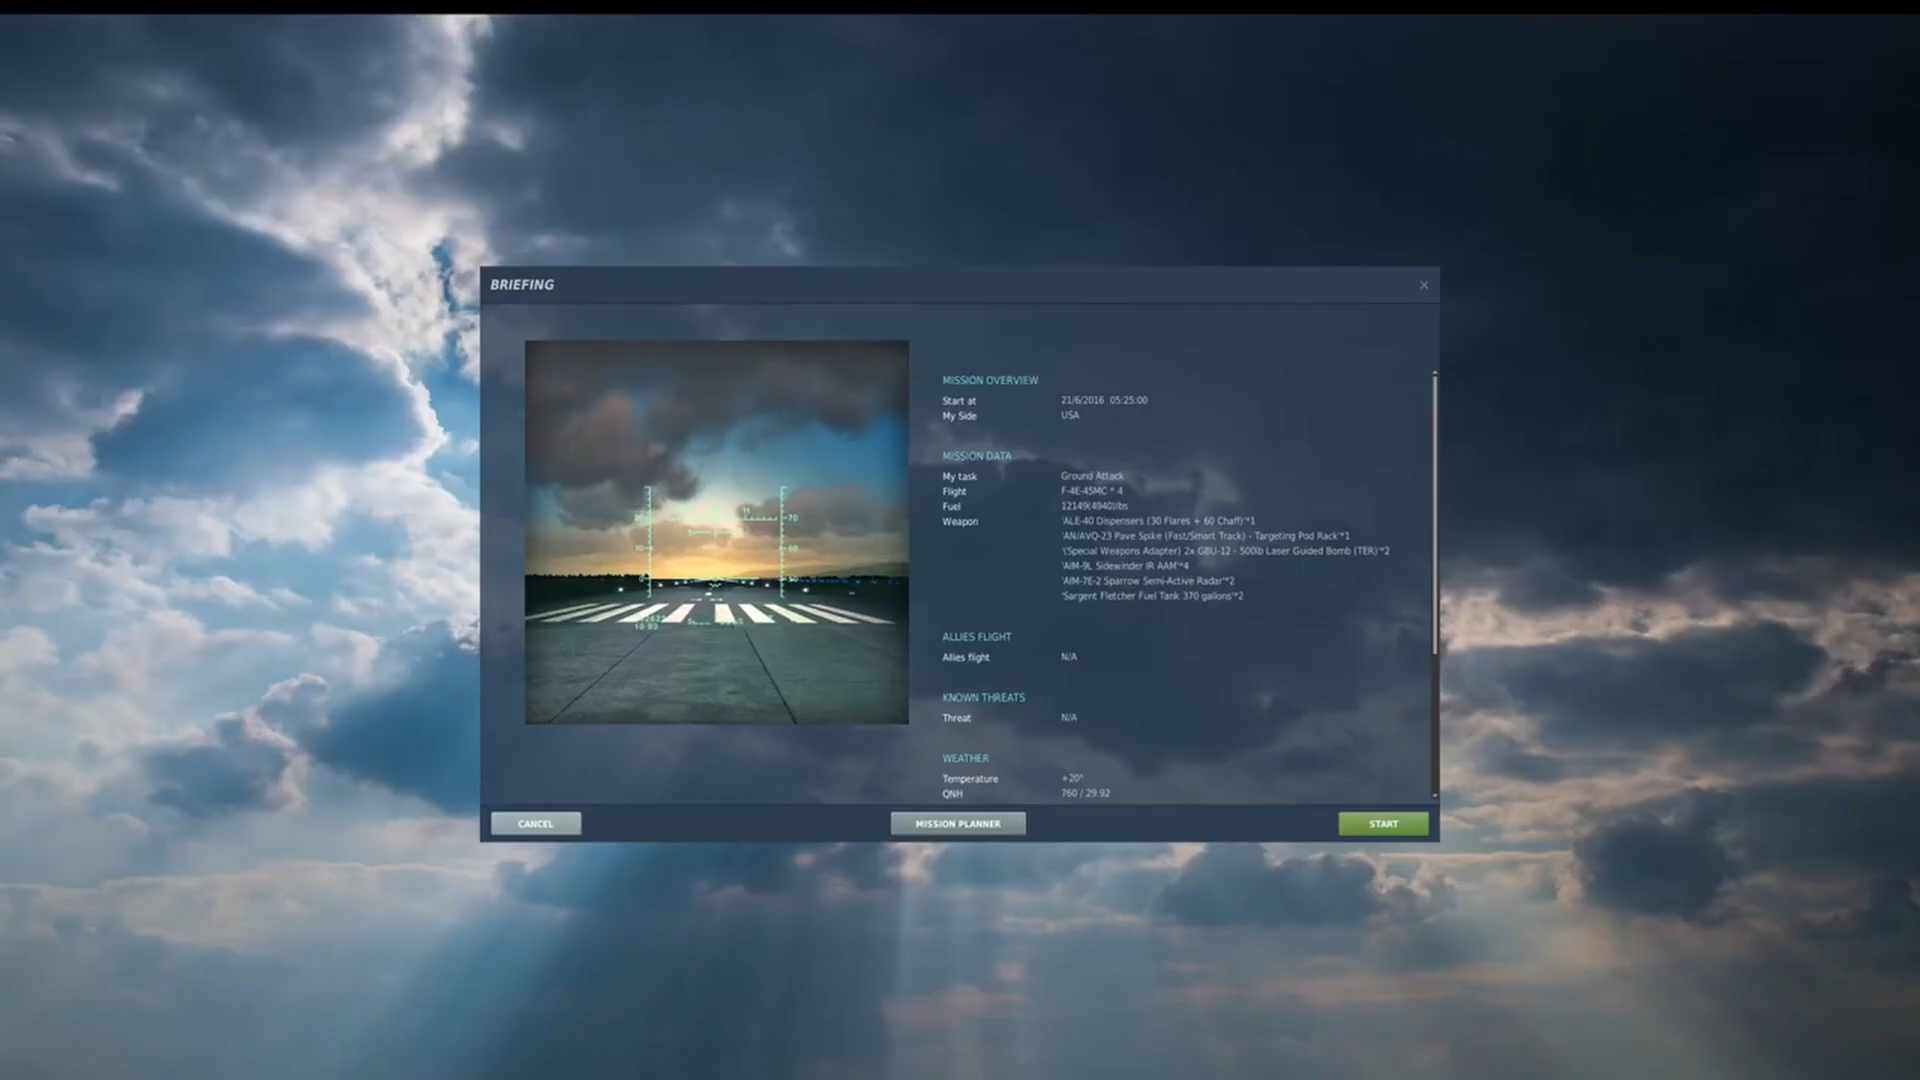 BRIEFING
MISSION OVERVIEW
Start at 21/6/2016 05:25:00
My Side USA
MISSION DATA
My task Ground Attack
Flight F-4E-45MC * 4
Fuel 12149(4940)lbs
Weapon 'ALE-40 Dispensers (30 Flares + 60 Chaff)'*1
'AN/AVQ-23 Pave Spike (Fast/Smart Track) - Targeting Pod Rack'*1
'(Special Weapons Adapter) 2x GBU-12 - 500lb Laser Guided Bomb (TER)'*2
'AIM-9L Sidewinder IR AAM'*4
'AIM-7E-2 Sparrow Semi-Active Radar'*2
'Sargent Fletcher Fuel Tank 370 gallons'*2
ALLIES FLIGHT
Allies flight N/A
KNOWN THREATS
Threat N/A
WEATHER
Temperature +20°
QNH 760 / 29.92
CANCEL
MISSION PLANNER
START